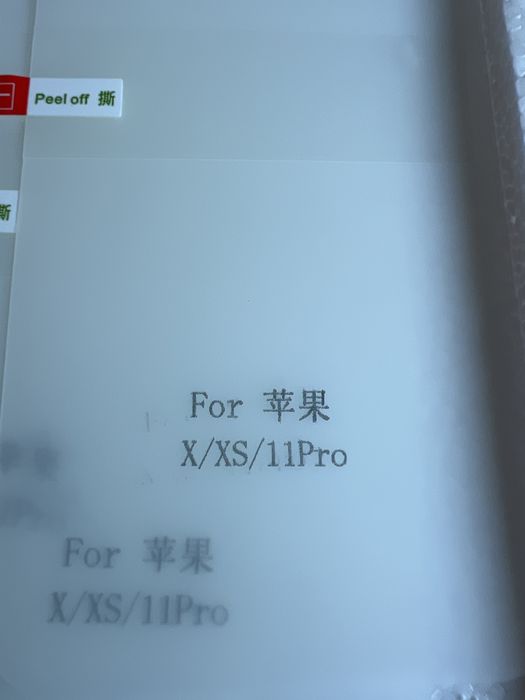 Peel off 撕
撕
For 苹果
X/XS/11Pro
For 苹果
X/XS/11Pro